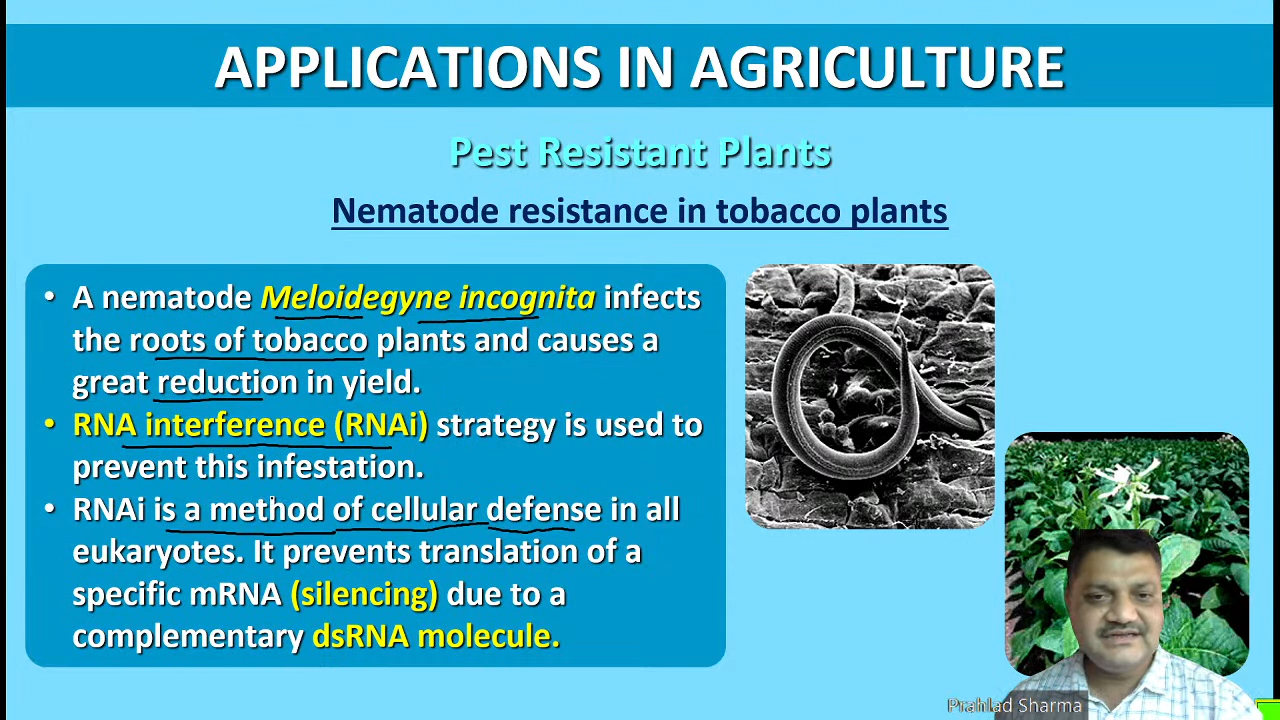 APPLICATIONS IN AGRICULTURE
Pest Resistant Plants
Nematode resistance in tobacco plants
• A nematode Meloidegyne incognita infects
the roots of tobacco plants and causes a
great reduction in yield.
• RNA interference (RNAi) strategy is used to
prevent this infestation.
• RNAi is a method of cellular defense in all
eukaryotes. It prevents translation of a
specific mRNA (silencing) due to a
complementary dsRNA molecule.
Prahlad Sharma